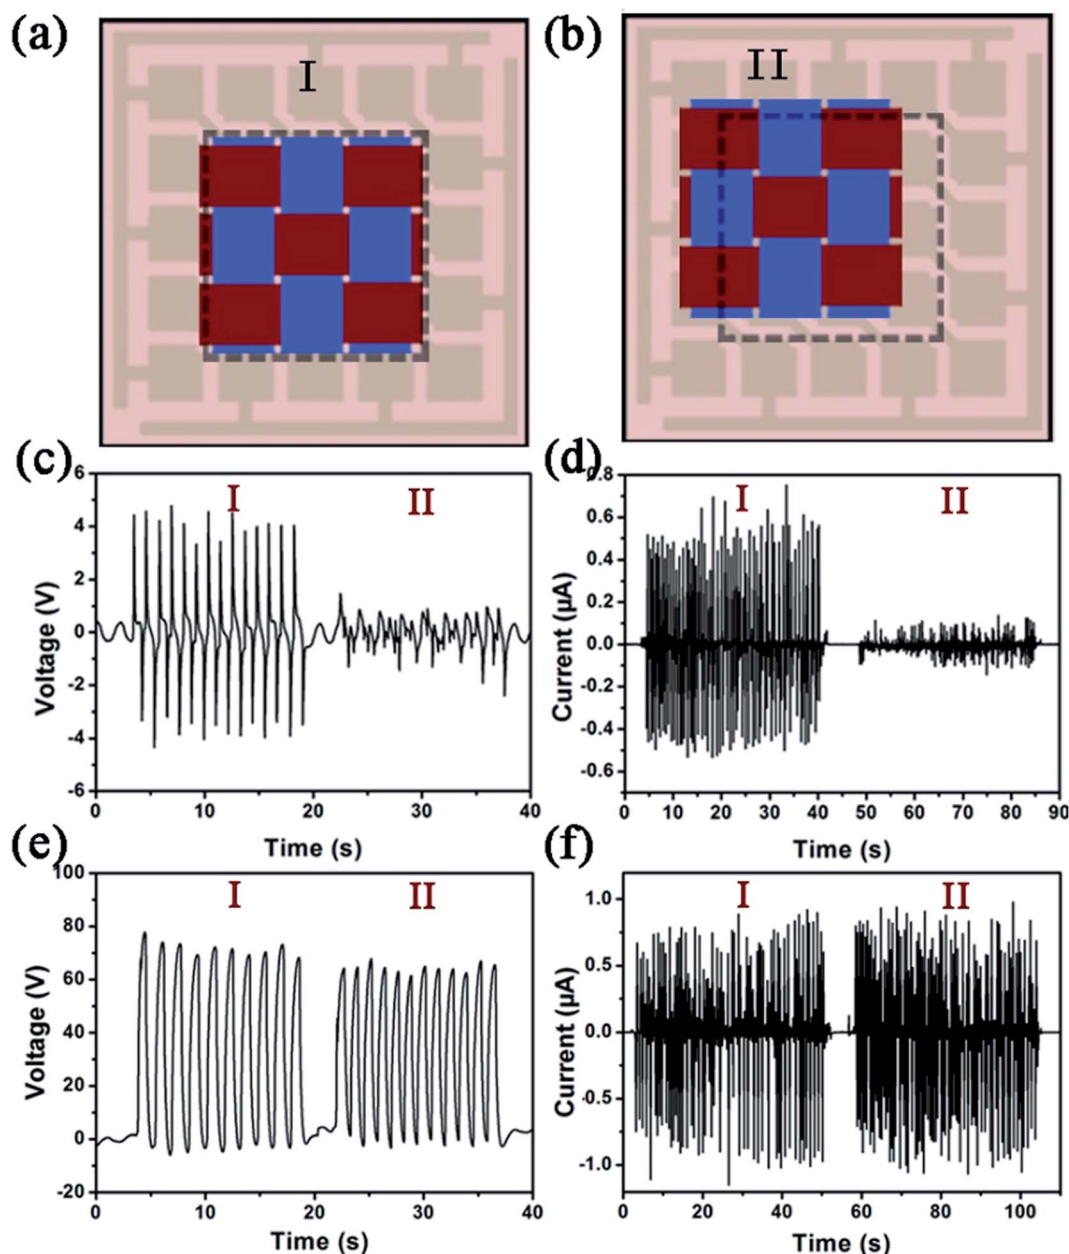 (a)
I
(b)
II
(c)
6
4
2
0
-2
-4
-6
Voltage (V)
I
II
0
10
20
30
40
Time (s)
(d)
0.8
0.6
0.4
0.2
0.0
-0.2
-0.4
-0.6
Current (µA)
I
II
0
10
20
30
40
50
60
70
80
90
Time (s)
(e)
100
80
60
40
20
0
-20
Voltage (V)
I
II
0
10
20
30
40
Time (s)
(f)
1.0
0.5
0.0
-0.5
-1.0
Current (µA)
I
II
0
20
40
60
80
100
Time (s)